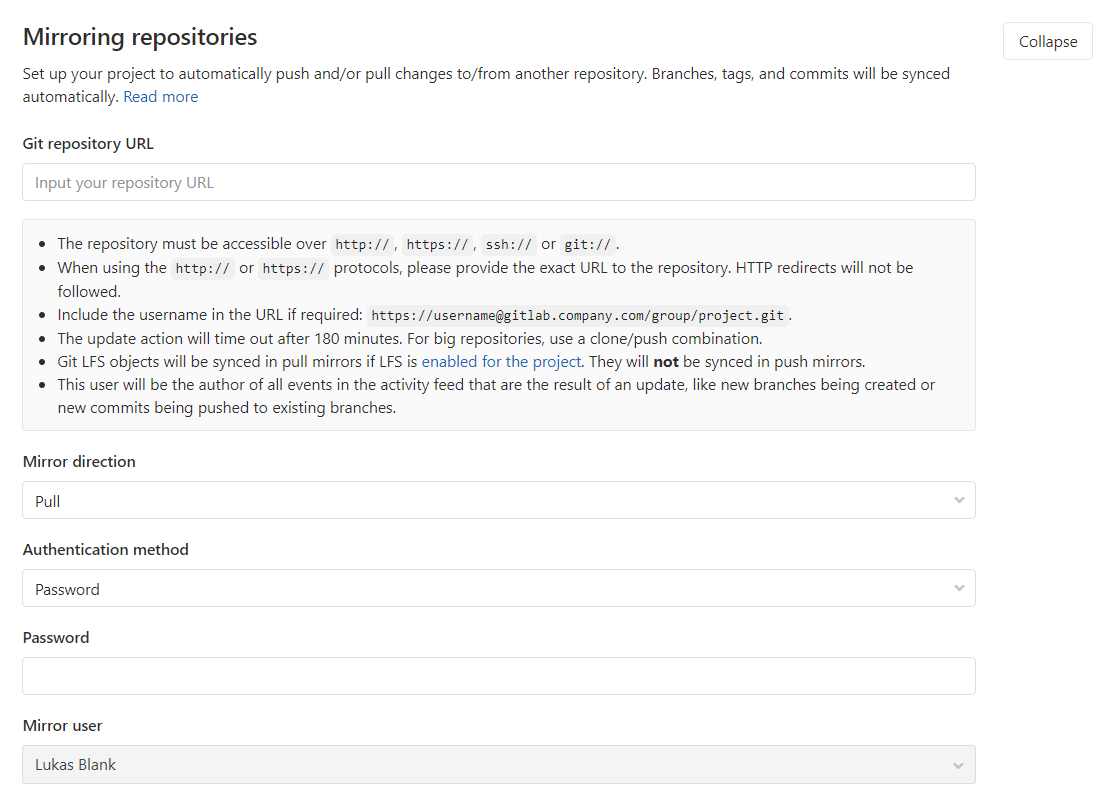 Mirroring repositories
Collapse
Set up your project to automatically push and/or pull changes to/from another repository. Branches, tags, and commits will be synced
automatically. Read more
Git repository URL
Input your repository URL
The repository must be accessible over http://, https://, ssh:// or git://.
When using the http:// or https:// protocols, please provide the exact URL to the repository. HTTP redirects will not be
followed.
Include the username in the URL if required: https://username@gitlab.company.com/group/project.git.
The update action will time out after 180 minutes. For big repositories, use a clone/push combination.
Git LFS objects will be synced in pull mirrors if LFS is enabled for the project. They will not be synced in push mirrors.
This user will be the author of all events in the activity feed that are the result of an update, like new branches being created or
new commits being pushed to existing branches.
Mirror direction
Pull
Authentication method
Password
Password
Mirror user
Lukas Blank